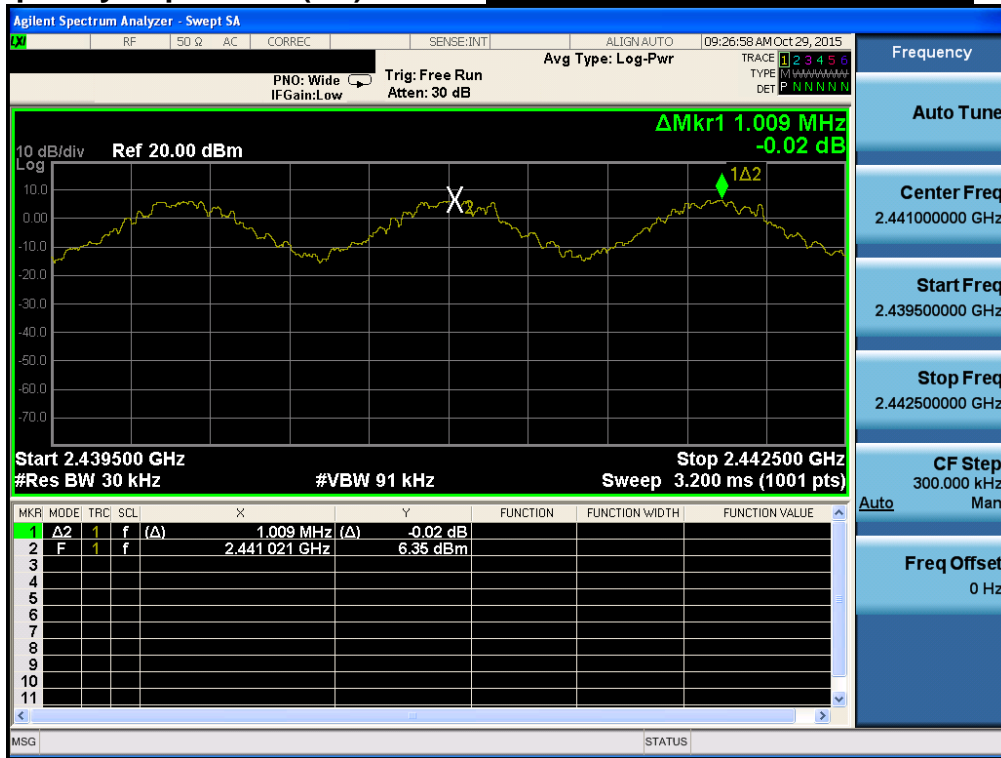 Agilent Spectrum Analyzer - Swept SA
LXI RF 50 Ω AC CORREC SENSE:INT ALIGN AUTO 09:26:58 AM Oct 29, 2015
Frequency
Avg Type: Log-Pwr TRACE 1 2 3 4 5 6
PNO: Wide Trig: Free Run TYPE M WWWWW
IFGain:Low Atten: 30 dB DET P N N N N N
Auto Tune
ΔMkr1 1.009 MHz
-0.02 dB
10 dB/div Ref 20.00 dBm
Log
1Δ2
10.0
X2
0.00
-10.0
-20.0
-30.0
-40.0
-50.0
-60.0
-70.0
Center Freq
2.441000000 GHz
Start Freq
2.439500000 GHz
Stop Freq
2.442500000 GHz
Start 2.439500 GHz Stop 2.442500 GHz
#Res BW 30 kHz #VBW 91 kHz Sweep 3.200 ms (1001 pts)
CF Step
300.000 kHz
Auto Man
MKR MODE TRC SCL X Y FUNCTION FUNCTION WIDTH FUNCTION VALUE
1 Δ2 1 f (Δ) 1.009 MHz (Δ) -0.02 dB
2 F 1 f 2.441 021 GHz 6.35 dBm
3
4
5
6
7
8
9
10
11
Freq Offset
0 Hz
MSG STATUS